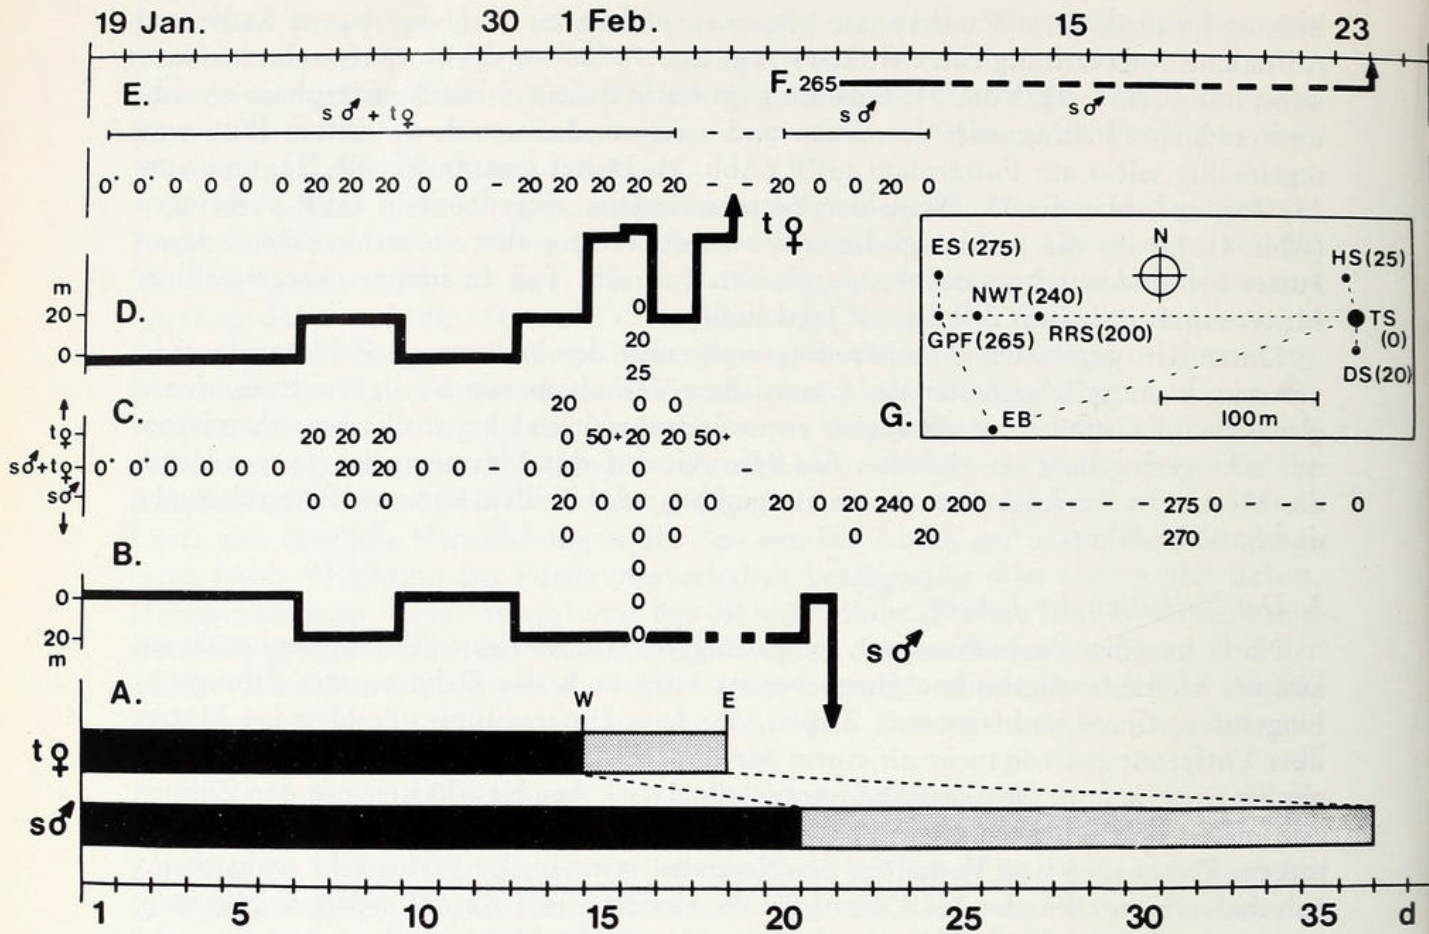 19 Jan. 30 1 Feb. 15 23
E. s♂ + t♀ F. 265 s♂ s♂
0· 0· 0 0 0 0 20 20 20 0 0 – 20 20 20 20 20 – – 20 0 0 20 0
t ♀
m
20
0
D.
0
20
25
N
ES (275)
NWT (240)
GPF (265)
RRS (200)
HS (25)
TS (0)
DS (20)
EB
G.
100m
C.
20 0 0
t♀ 20 20 20 0 50+ 20 20 50+
s♂+t♀ 0· 0· 0 0 0 0 20 20 0 0 – 0 0 0
s♂ 0 0 20 0 0 0 0 20 0 20 240 0 200 – – – 275 0 0
0 0 0 0 0 20 270
0
0
0
B.
0
20
m
s♂
A.
W E
t♀
s♂
1 5 10 15 20 25 30 35 d